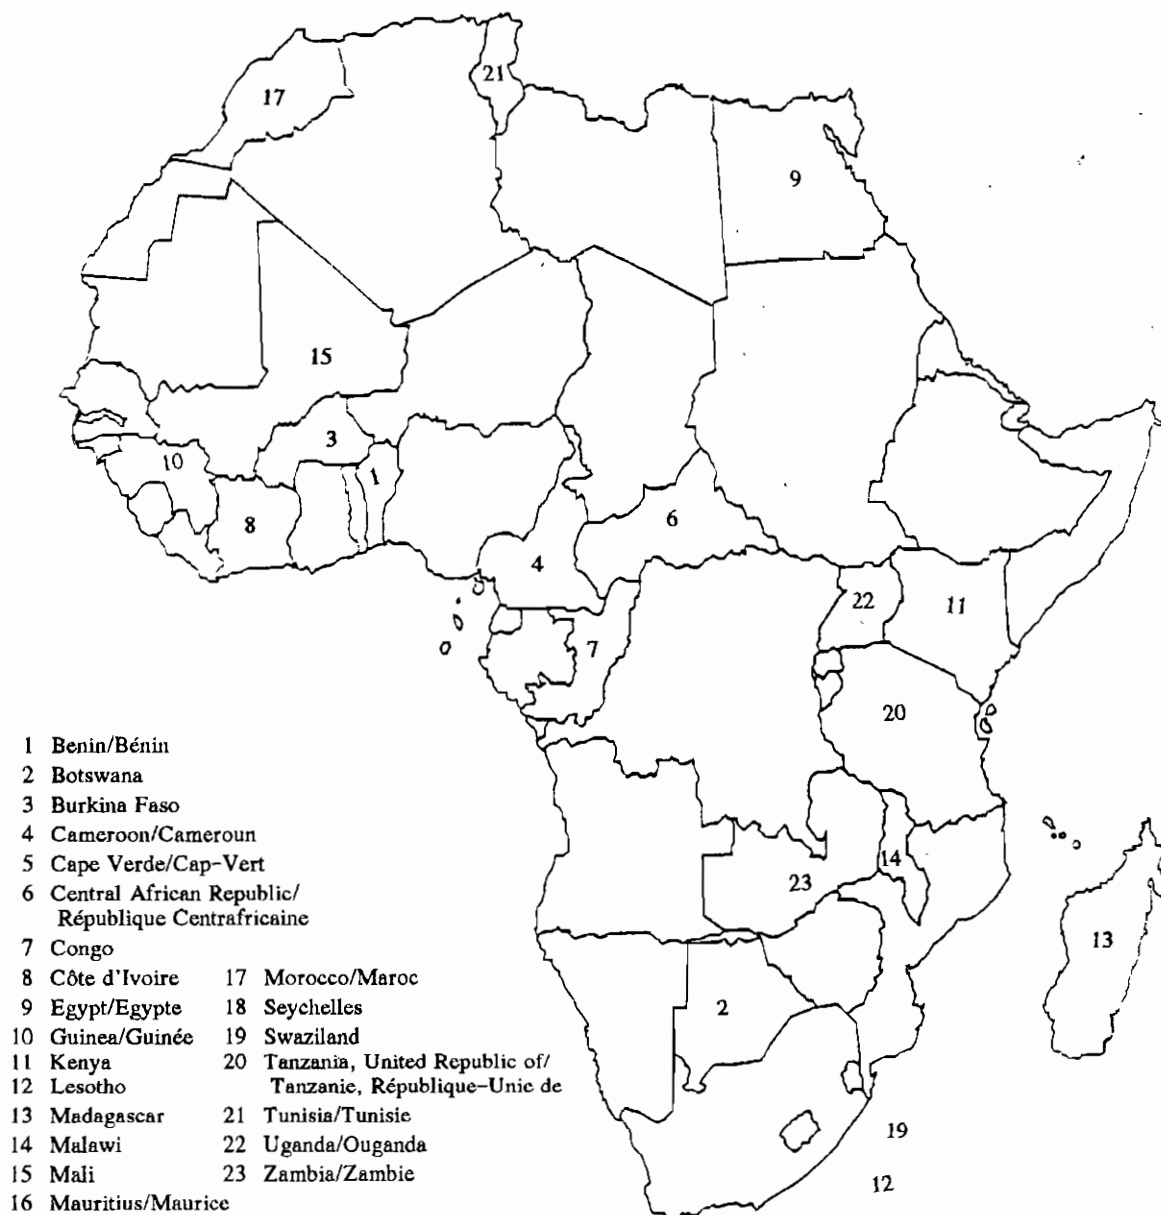 17
21
9
15
3
10
1
8
6
4
22
11
7
20
14
23
13
2
19
12
1 Benin/Bénin
2 Botswana
3 Burkina Faso
4 Cameroon/Cameroun
5 Cape Verde/Cap-Vert
6 Central African Republic/
République Centrafricaine
7 Congo
8 Côte d'Ivoire
9 Egypt/Egypte
10 Guinea/Guinée
11 Kenya
12 Lesotho
13 Madagascar
14 Malawi
15 Mali
16 Mauritius/Maurice
17 Morocco/Maroc
18 Seychelles
19 Swaziland
20 Tanzania, United Republic of/
Tanzanie, République-Unie de
21 Tunisia/Tunisie
22 Uganda/Ouganda
23 Zambia/Zambie